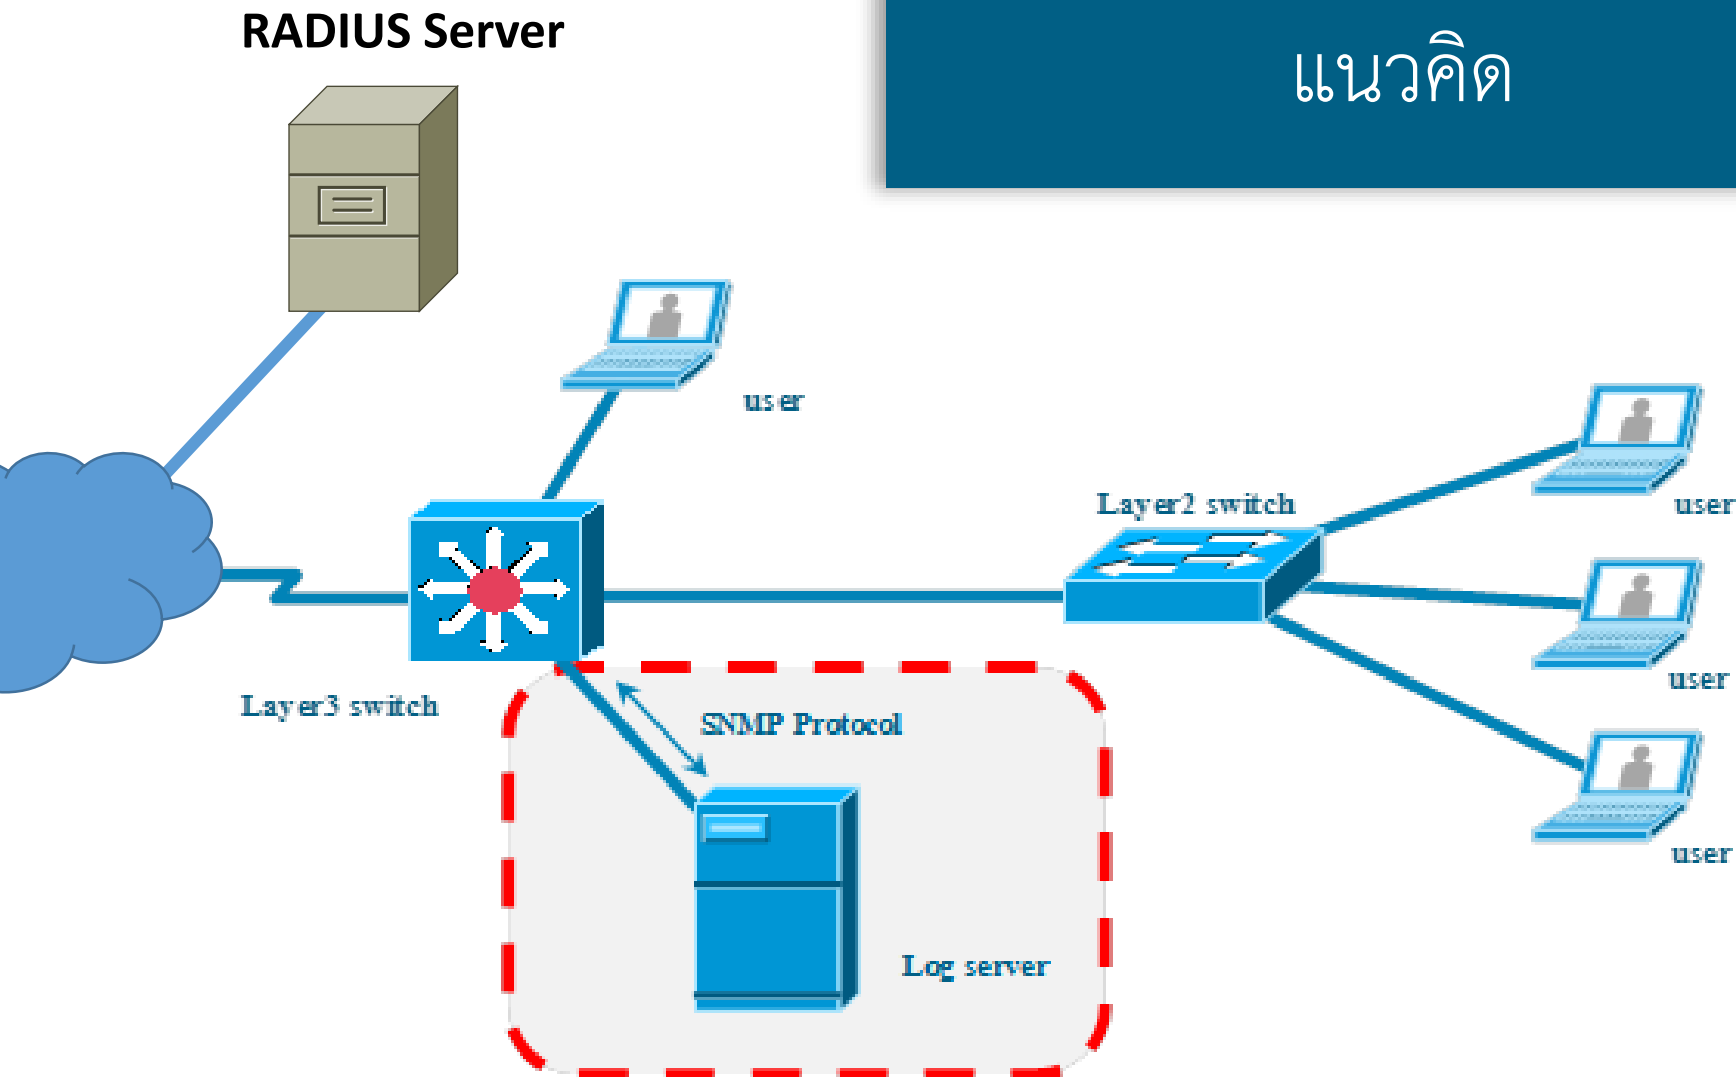 RADIUS Server
แนวคิด
user
Layer2 switch
user
user
Layer3 switch
SNMP Protocol
user
Log server